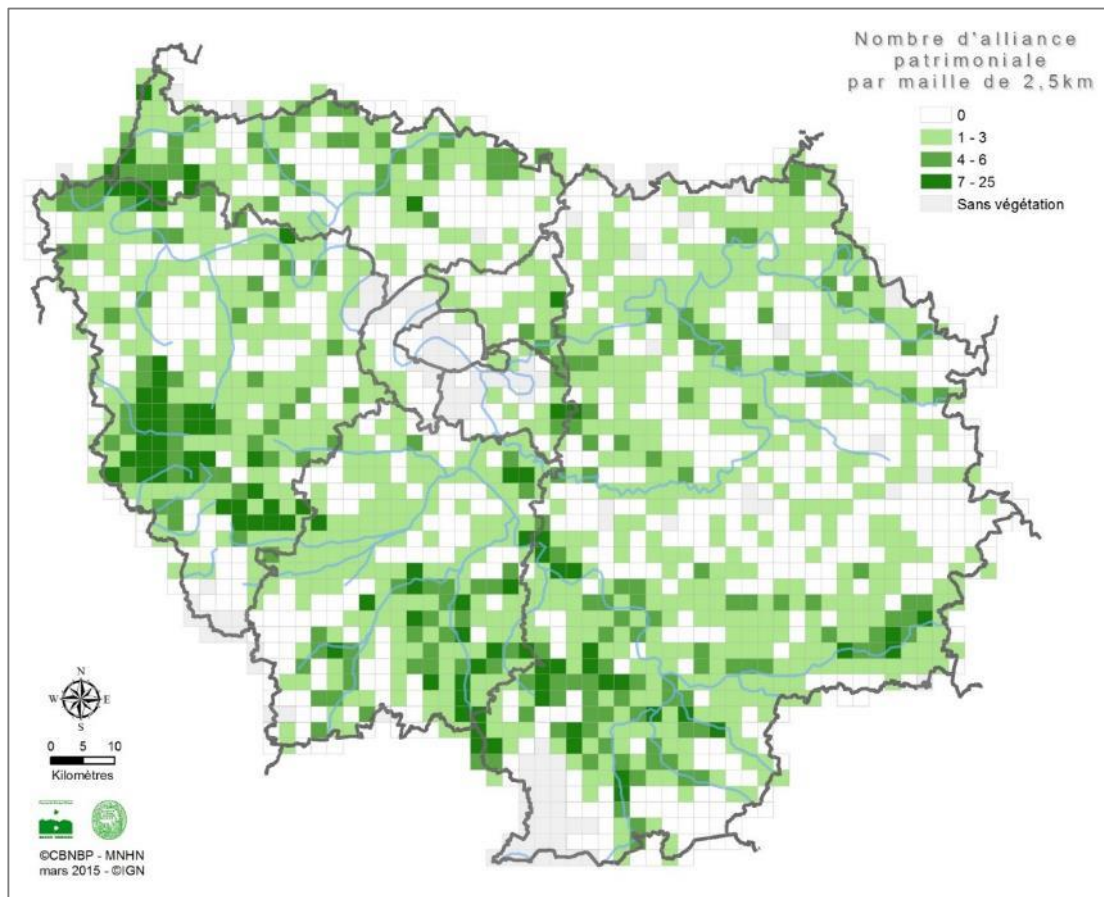 Nombre d'alliance
patrimoniale
par maille de 2,5km
0
1 - 3
4 - 6
7 - 25
Sans végétation
N
W E
S
0 5 10
Kilomètres
©CBNBP - MNHN
mars 2015 - ©IGN